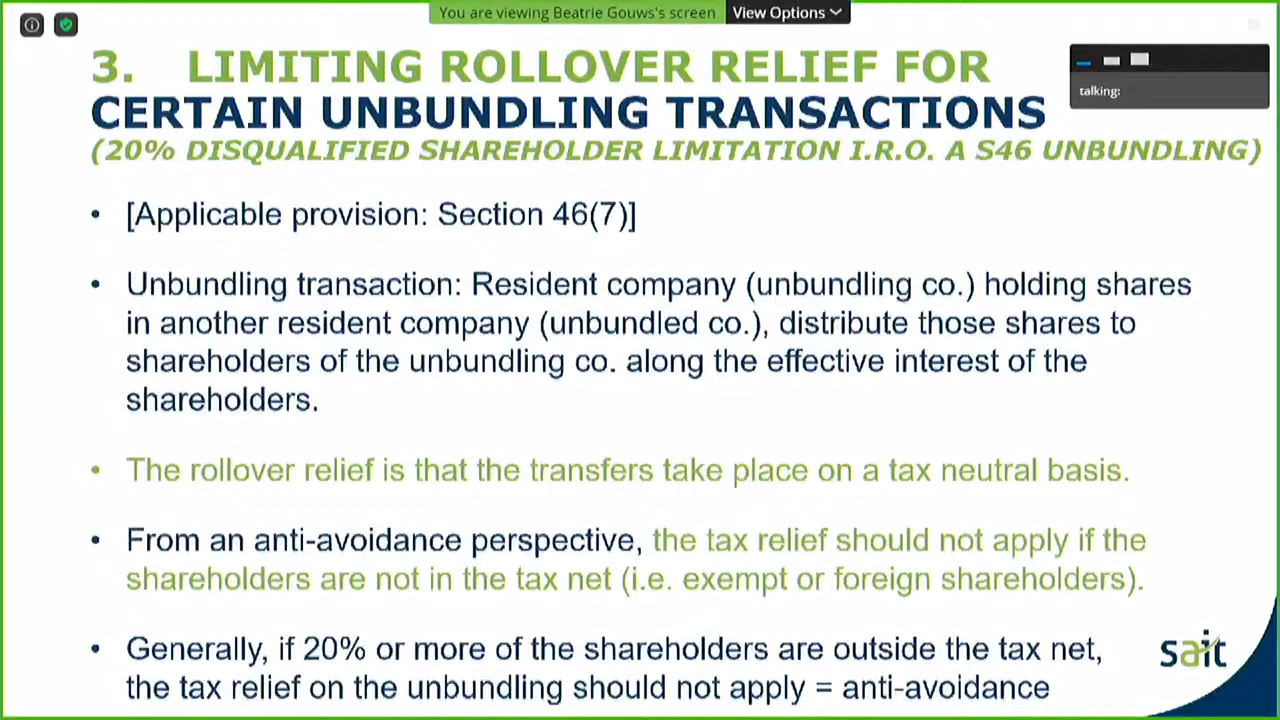 You are viewing Beatrie Gouws's screen
View Options
3. LIMITING ROLLOVER RELIEF FOR
CERTAIN UNBUNDLING TRANSACTIONS
(20% DISQUALIFIED SHAREHOLDER LIMITATION I.R.O. A S46 UNBUNDLING)
talking:
• [Applicable provision: Section 46(7)]
• Unbundling transaction: Resident company (unbundling co.) holding shares
in another resident company (unbundled co.), distribute those shares to
shareholders of the unbundling co. along the effective interest of the
shareholders.
• The rollover relief is that the transfers take place on a tax neutral basis.
• From an anti-avoidance perspective, the tax relief should not apply if the
shareholders are not in the tax net (i.e. exempt or foreign shareholders).
• Generally, if 20% or more of the shareholders are outside the tax net,
the tax relief on the unbundling should not apply = anti-avoidance
sait